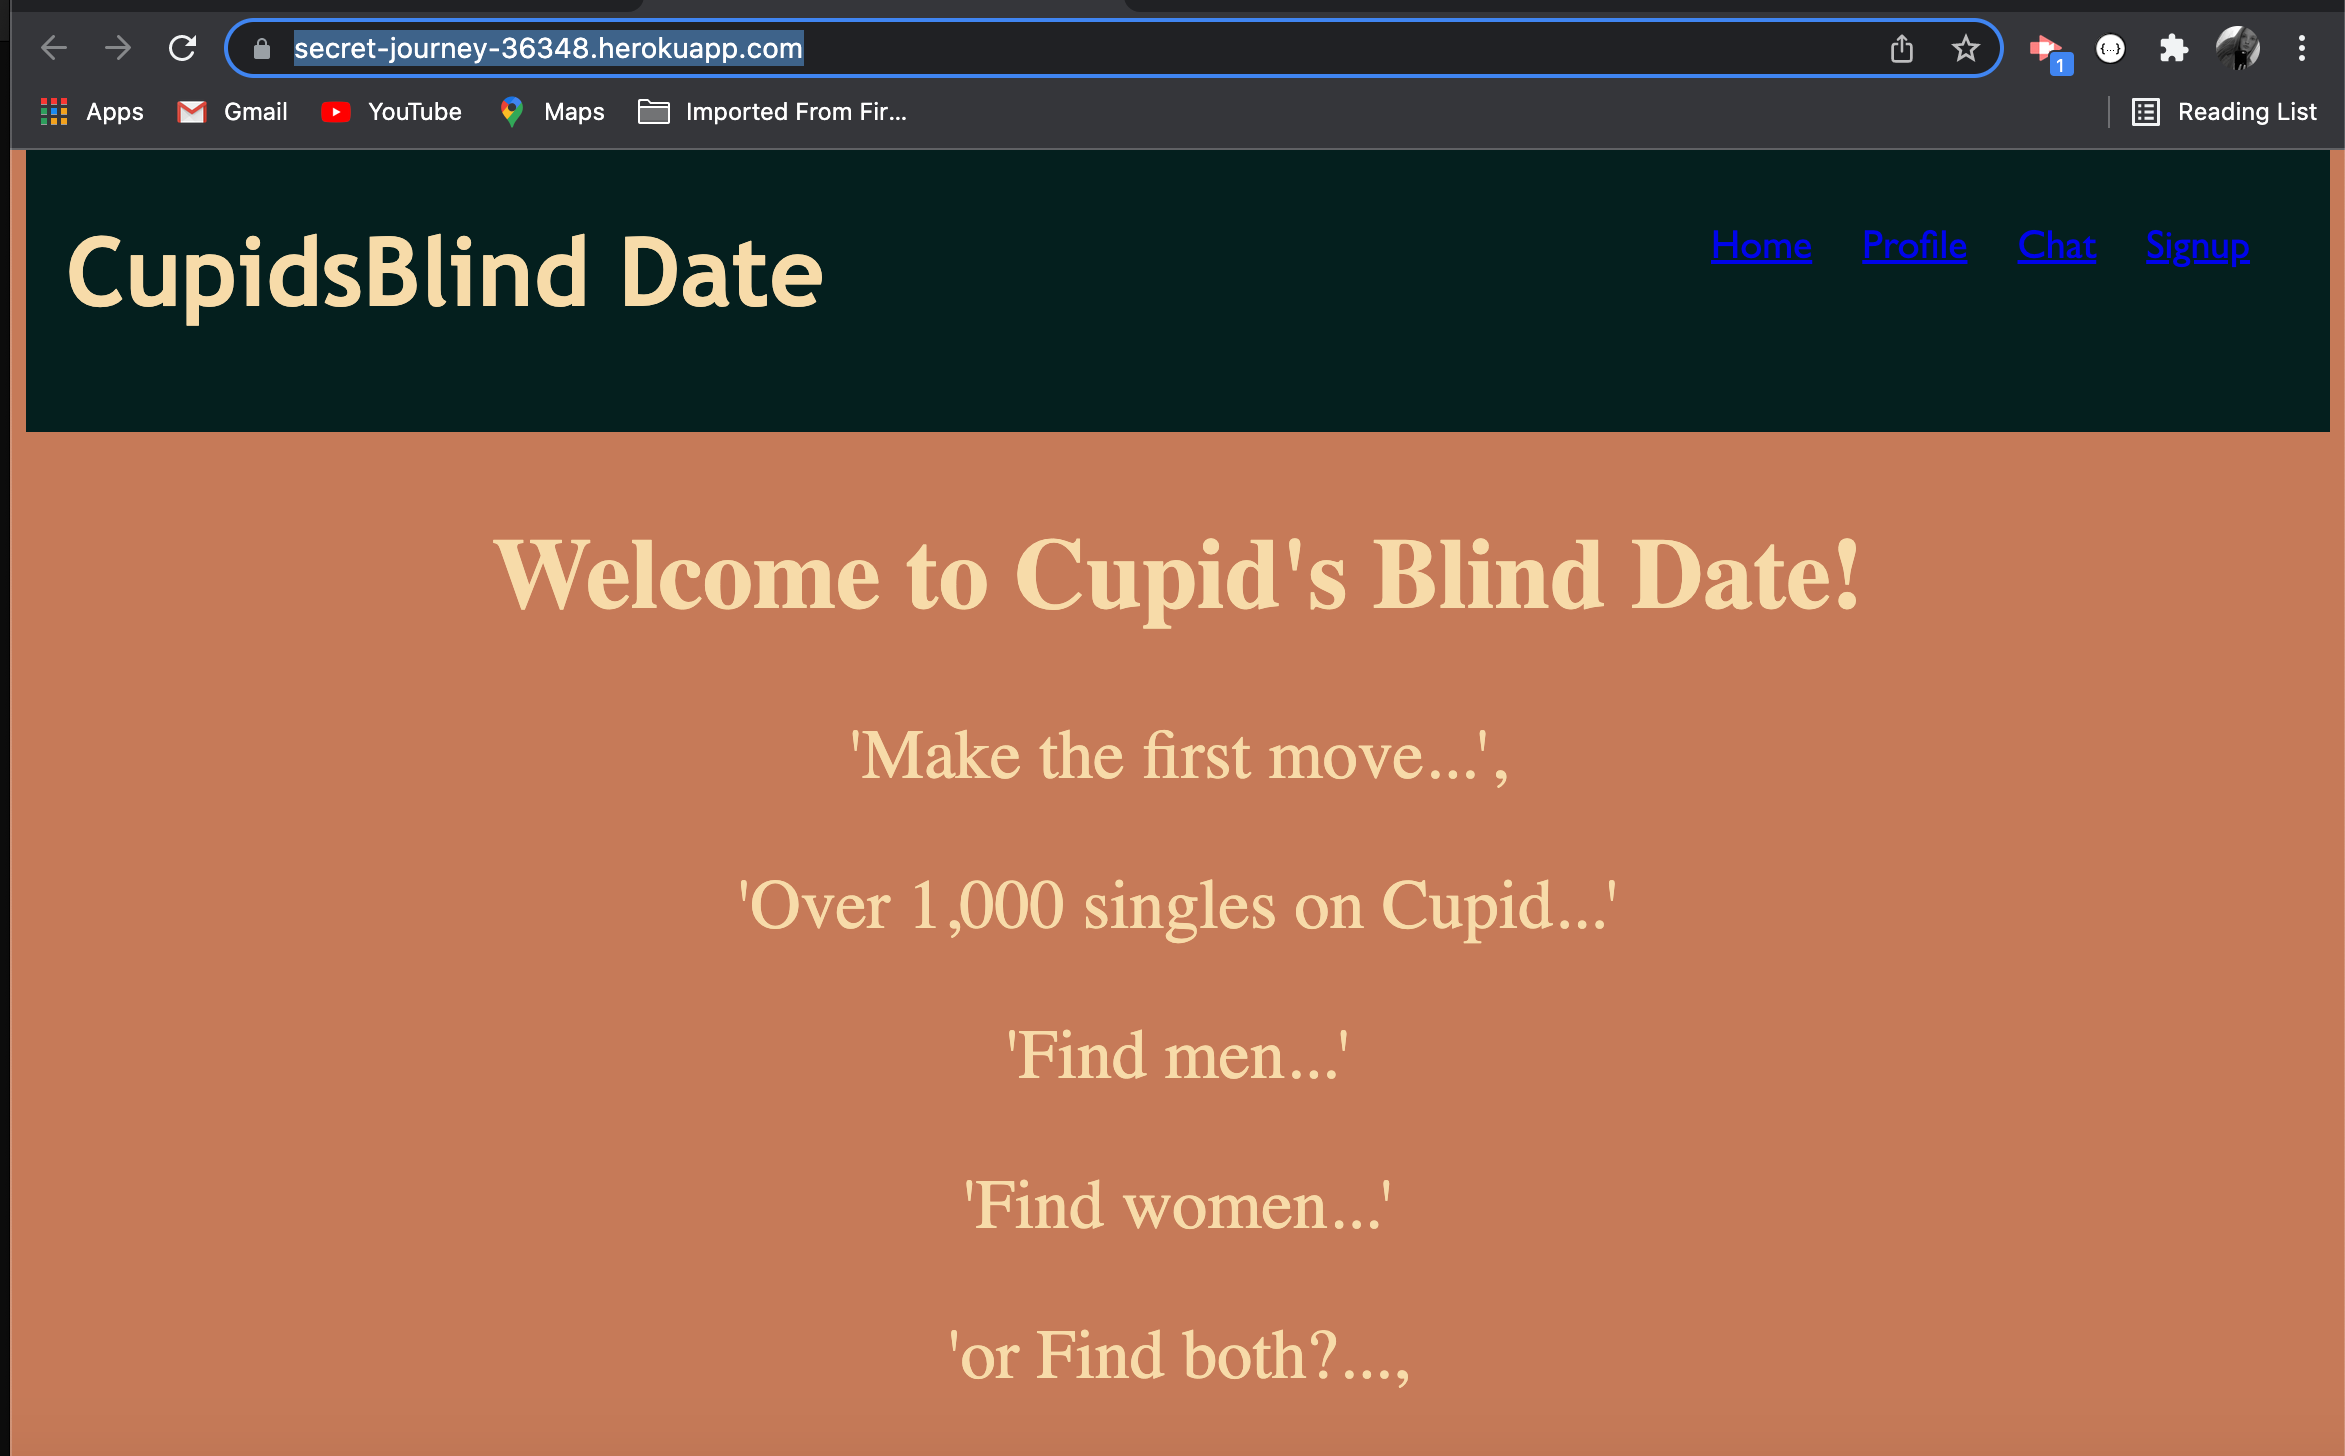 secret-journey-36348.herokuapp.com
1
{...}
Apps Gmail YouTube Maps Imported From Fir... Reading List
CupidsBlind Date
Home Profile Chat Signup
Welcome to Cupid's Blind Date!
'Make the first move...',
'Over 1,000 singles on Cupid...'
'Find men...'
'Find women...'
'or Find both?...,